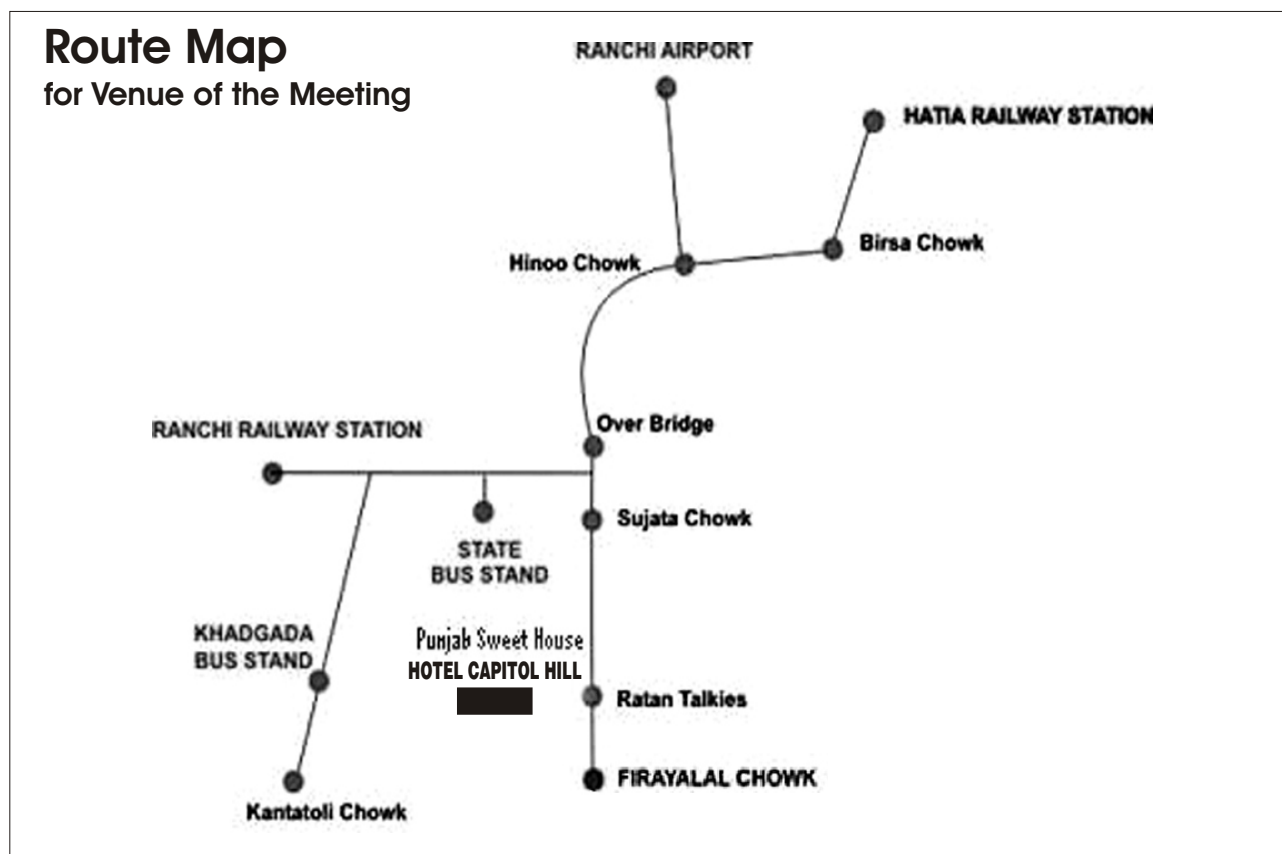 Route Map
for Venue of the Meeting
RANCHI AIRPORT
HATIA RAILWAY STATION
Birsa Chowk
Hinoo Chowk
Over Bridge
RANCHI RAILWAY STATION
Sujata Chowk
STATE
BUS STAND
KHADGADA
BUS STAND
Punjab Sweet House
HOTEL CAPITOL HILL
Ratan Talkies
FIRAYALAL CHOWK
Kantatoli Chowk